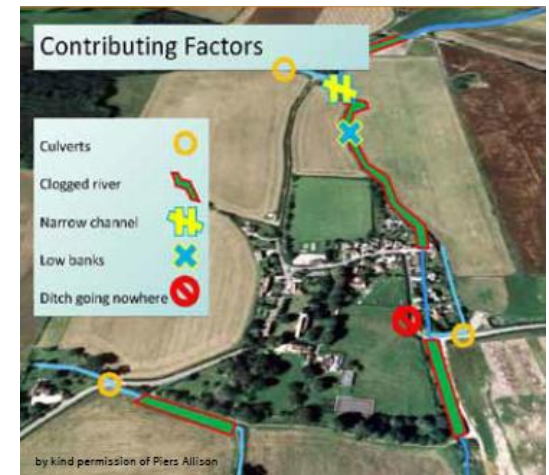 Contributing Factors
Culverts
Clogged river
Narrow channel
Low banks
Ditch going nowhere
by kind permission of Piers Allison